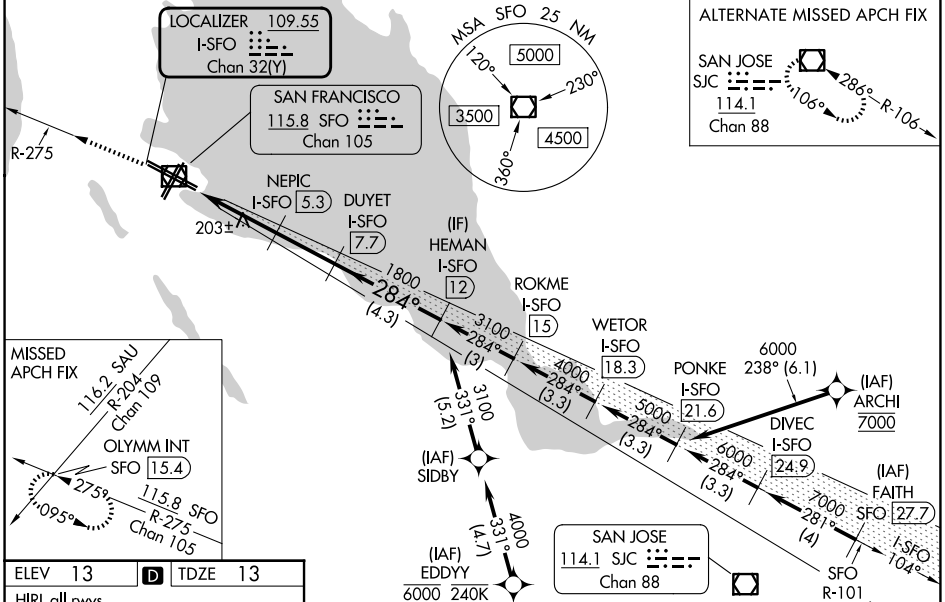 LOCALIZER 109.55
I-SFO
Chan 32(Y)
SAN FRANCISCO
115.8 SFO
Chan 105
MSA SFO 25 NM
120°
5000
230°
3500
4500
360°
ALTERNATE MISSED APCH FIX
SAN JOSE
SJC
114.1
Chan 88
286°
R-106
106°
R-275
NEPIC
I-SFO 5.3
DUYET
I-SFO
7.7
203±
(IF)
HEMAN
I-SFO
12
1800
284°
(4.3)
ROKME
I-SFO
15
3100
284°
(3)
WETOR
I-SFO
18.3
4000
284°
(3.3)
PONKE
I-SFO
21.6
5000
284°
(3.3)
6000
238° (6.1)
(IAF)
ARCHI
7000
DIVEC
I-SFO
24.9
6000
284°
(3.3)
(IAF)
FAITH
SFO 27.7
7000
281°
(4)
I-SFO
104°
SFO
R-101
3100
331°
(5.2)
(IAF)
SIDBY
4000
331°
(4.7)
(IAF)
EDDYY
6000 240K
SAN JOSE
114.1 SJC
Chan 88
MISSED
APCH FIX
116.2 SAU
R-204
Chan 109
OLYMM INT
SFO 15.4
275°
095°
115.8 SFO
R-275
Chan 105
ELEV 13
D
TDZE 13
HIRL all rwys